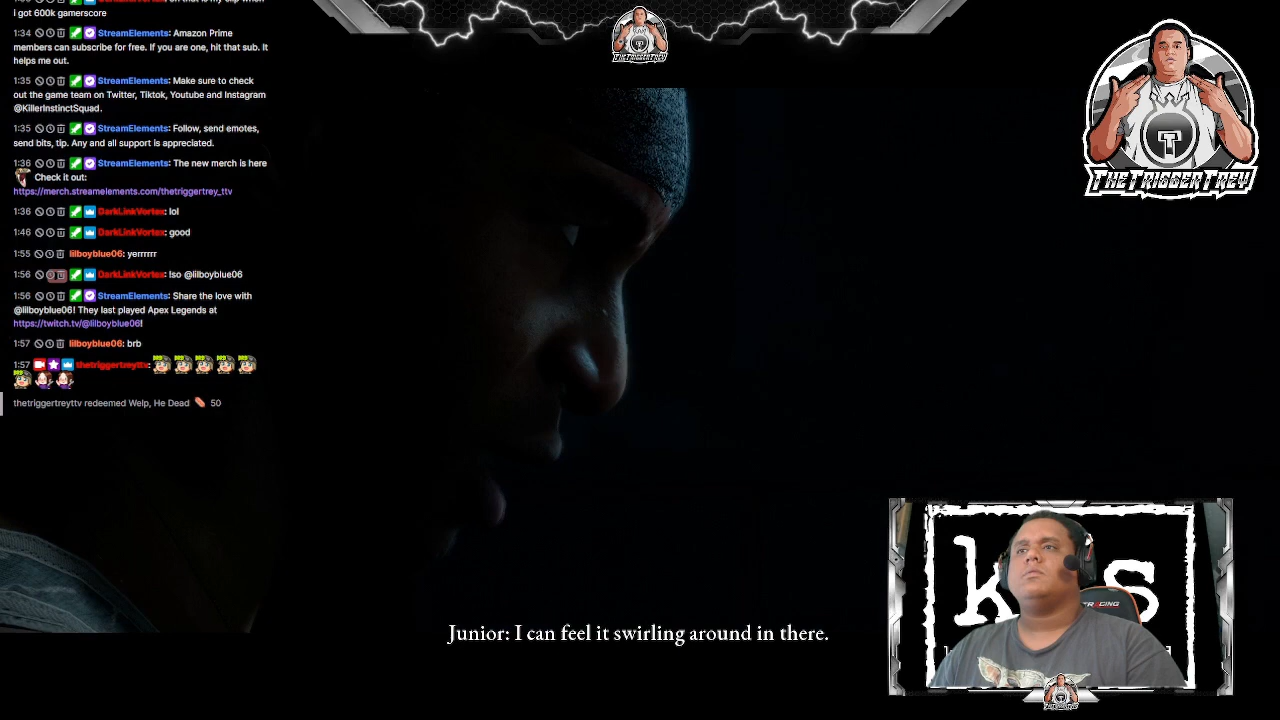 i got 600k gamerscore
1:34 StreamElements: Amazon Prime
members can subscribe for free. If you are one, hit that sub. It
helps me out.
1:35 StreamElements: Make sure to check
out the game team on Twitter, Tiktok, Youtube and Instagram
@KillerInstinctSquad.
1:35 StreamElements: Follow, send emotes,
send bits, tip. Any and all support is appreciated.
1:36 StreamElements: The new merch is here
Check it out:
https://merch.streamelements.com/thetriggertrey_ttv
1:36 DarkLinkVortex: lol
1:46 DarkLinkVortex: good
1:55 lilboyblue06: yerrrrrr
1:56 DarkLinkVortex: !so @lilboyblue06
1:56 StreamElements: Share the love with
@lilboyblue06! They last played Apex Legends at
https://twitch.tv/@lilboyblue06!
1:57 lilboyblue06: brb
1:57 thetriggertreyttv:
thetriggertreyttv redeemed Welp, He Dead 50
THETRIGGERTREY
T
THETRIGGERTREY
Junior: I can feel it swirling around in there.